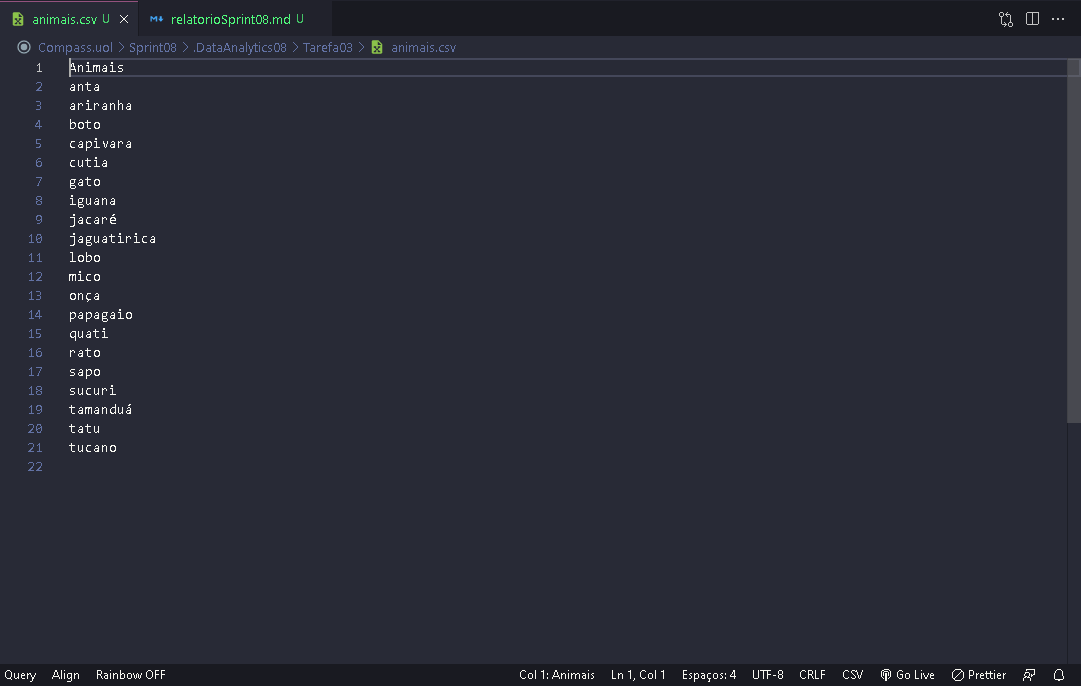 animais.csv U × relatorioSprint08.md U ···
Compass.uol > Sprint08 > .DataAnalytics08 > Tarefa03 > animais.csv
1 Animais
2 anta
3 ariranha
4 boto
5 capivara
6 cutia
7 gato
8 iguana
9 jacaré
10 jaguatirica
11 lobo
12 mico
13 onça
14 papagaio
15 quati
16 rato
17 sapo
18 sucuri
19 tamanduá
20 tatu
21 tucano
22
Query Align Rainbow OFF Col 1: Animais Ln 1, Col 1 Espaços: 4 UTF-8 CRLF CSV Go Live Prettier